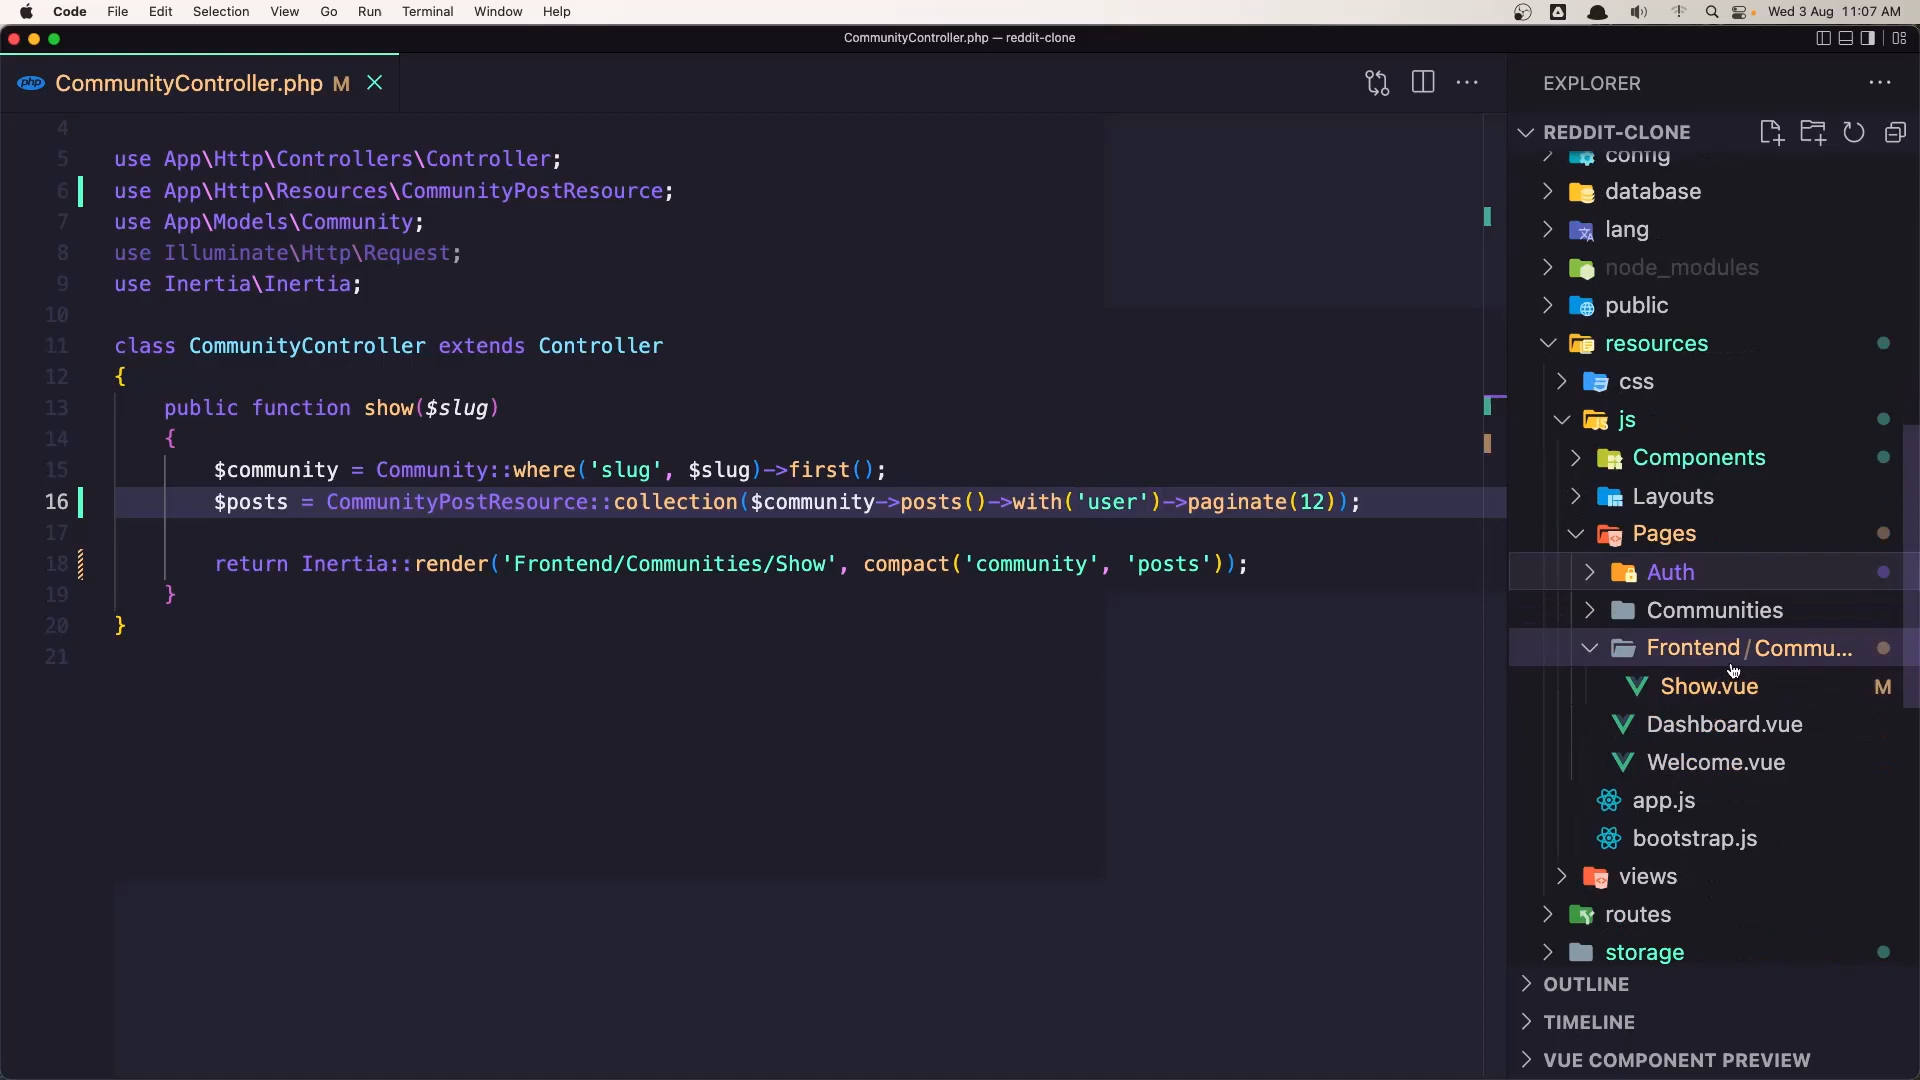 Code File Edit Selection View Go Run Terminal Window Help Wed 3 Aug 11:07 AM
CommunityController.php — reddit-clone
php CommunityController.php M
EXPLORER
REDDIT-CLONE
4
5 use App\Http\Controllers\Controller;
6 use App\Http\Resources\CommunityPostResource;
7 use App\Models\Community;
8 use Illuminate\Http\Request;
9 use Inertia\Inertia;
10
11 class CommunityController extends Controller
12 {
13 public function show($slug)
14 {
15 $community = Community::where('slug', $slug)->first();
16 $posts = CommunityPostResource::collection($community->posts()->with('user')->paginate(12));
17
18 return Inertia::render('Frontend/Communities/Show', compact('community', 'posts'));
19 }
20 }
21
config
database
lang
node_modules
public
resources
css
js
Components
Layouts
Pages
Auth
Communities
Frontend / Commu...
Show.vue M
Dashboard.vue
Welcome.vue
app.js
bootstrap.js
views
routes
storage
OUTLINE
TIMELINE
VUE COMPONENT PREVIEW